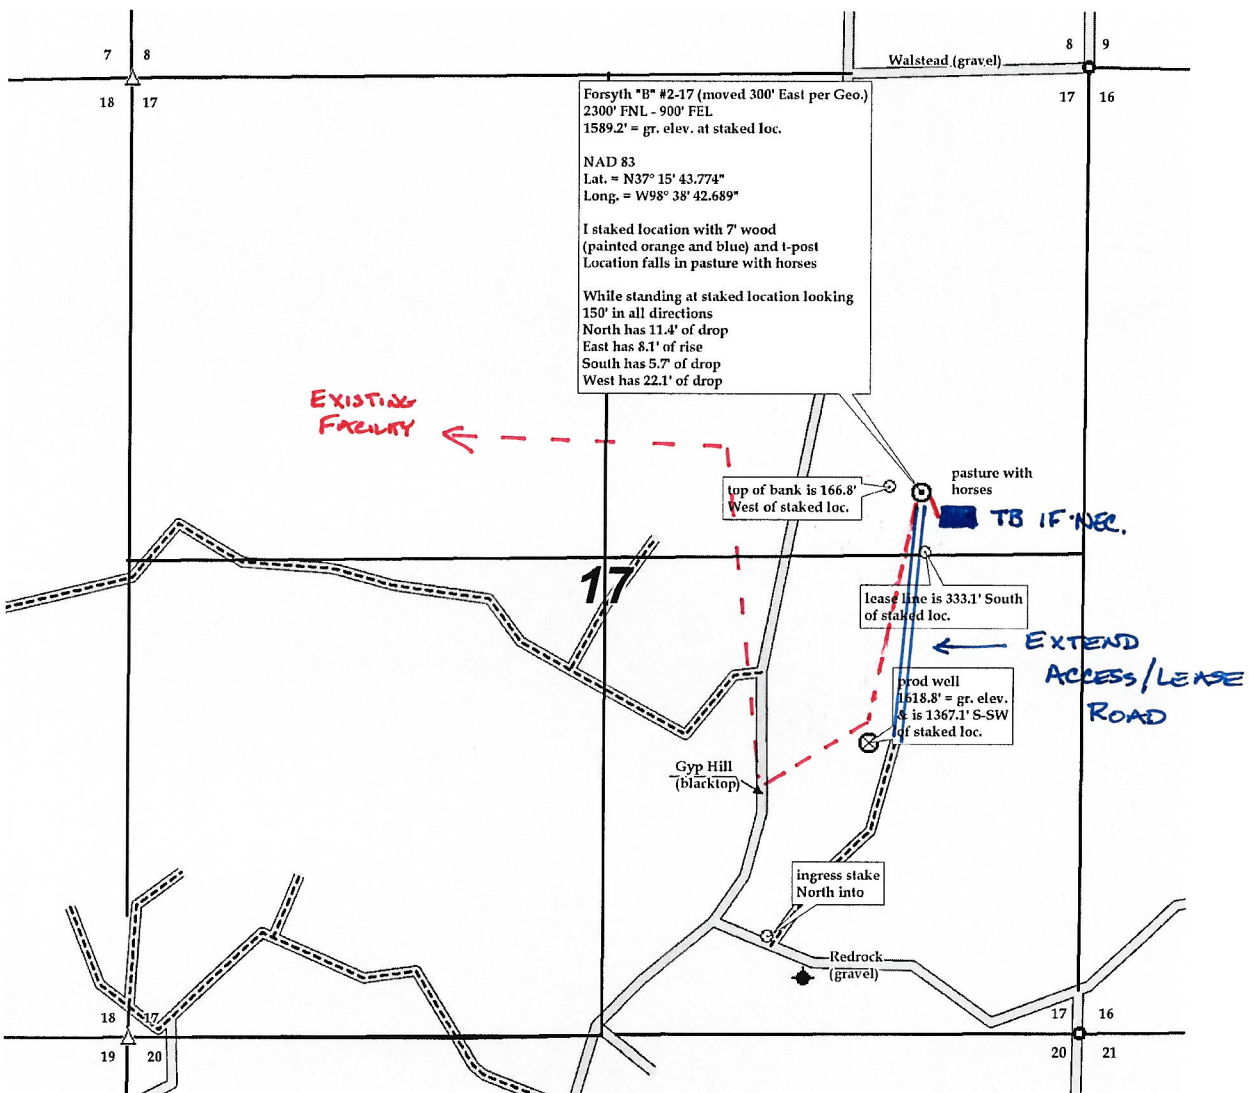 7 8
18 17
8 9
17 16
Walstead (gravel)
Forsyth "B" #2-17 (moved 300' East per Geo.)
2300' FNL - 900' FEL
1589.2' = gr. elev. at staked loc.
NAD 83
Lat. = N37° 15' 43.774"
Long. = W98° 38' 42.689"
I staked location with 7' wood
(painted orange and blue) and t-post
Location falls in pasture with horses
While standing at staked location looking
150' in all directions
North has 11.4' of drop
East has 8.1' of rise
South has 5.7' of drop
West has 22.1' of drop
EXISTING
FACILITY
pasture with
horses
top of bank is 166.8'
West of staked loc.
TB IF NEC.
17
lease line is 333.1' South
of staked loc.
EXTEND
ACCESS/LEASE
ROAD
prod well
1618.8' = gr. elev.
& is 1367.1' S-SW
of staked loc.
Gyp Hill
(blacktop)
ingress stake
North into
Redrock
(gravel)
18 17
19 20
17 16
20 21